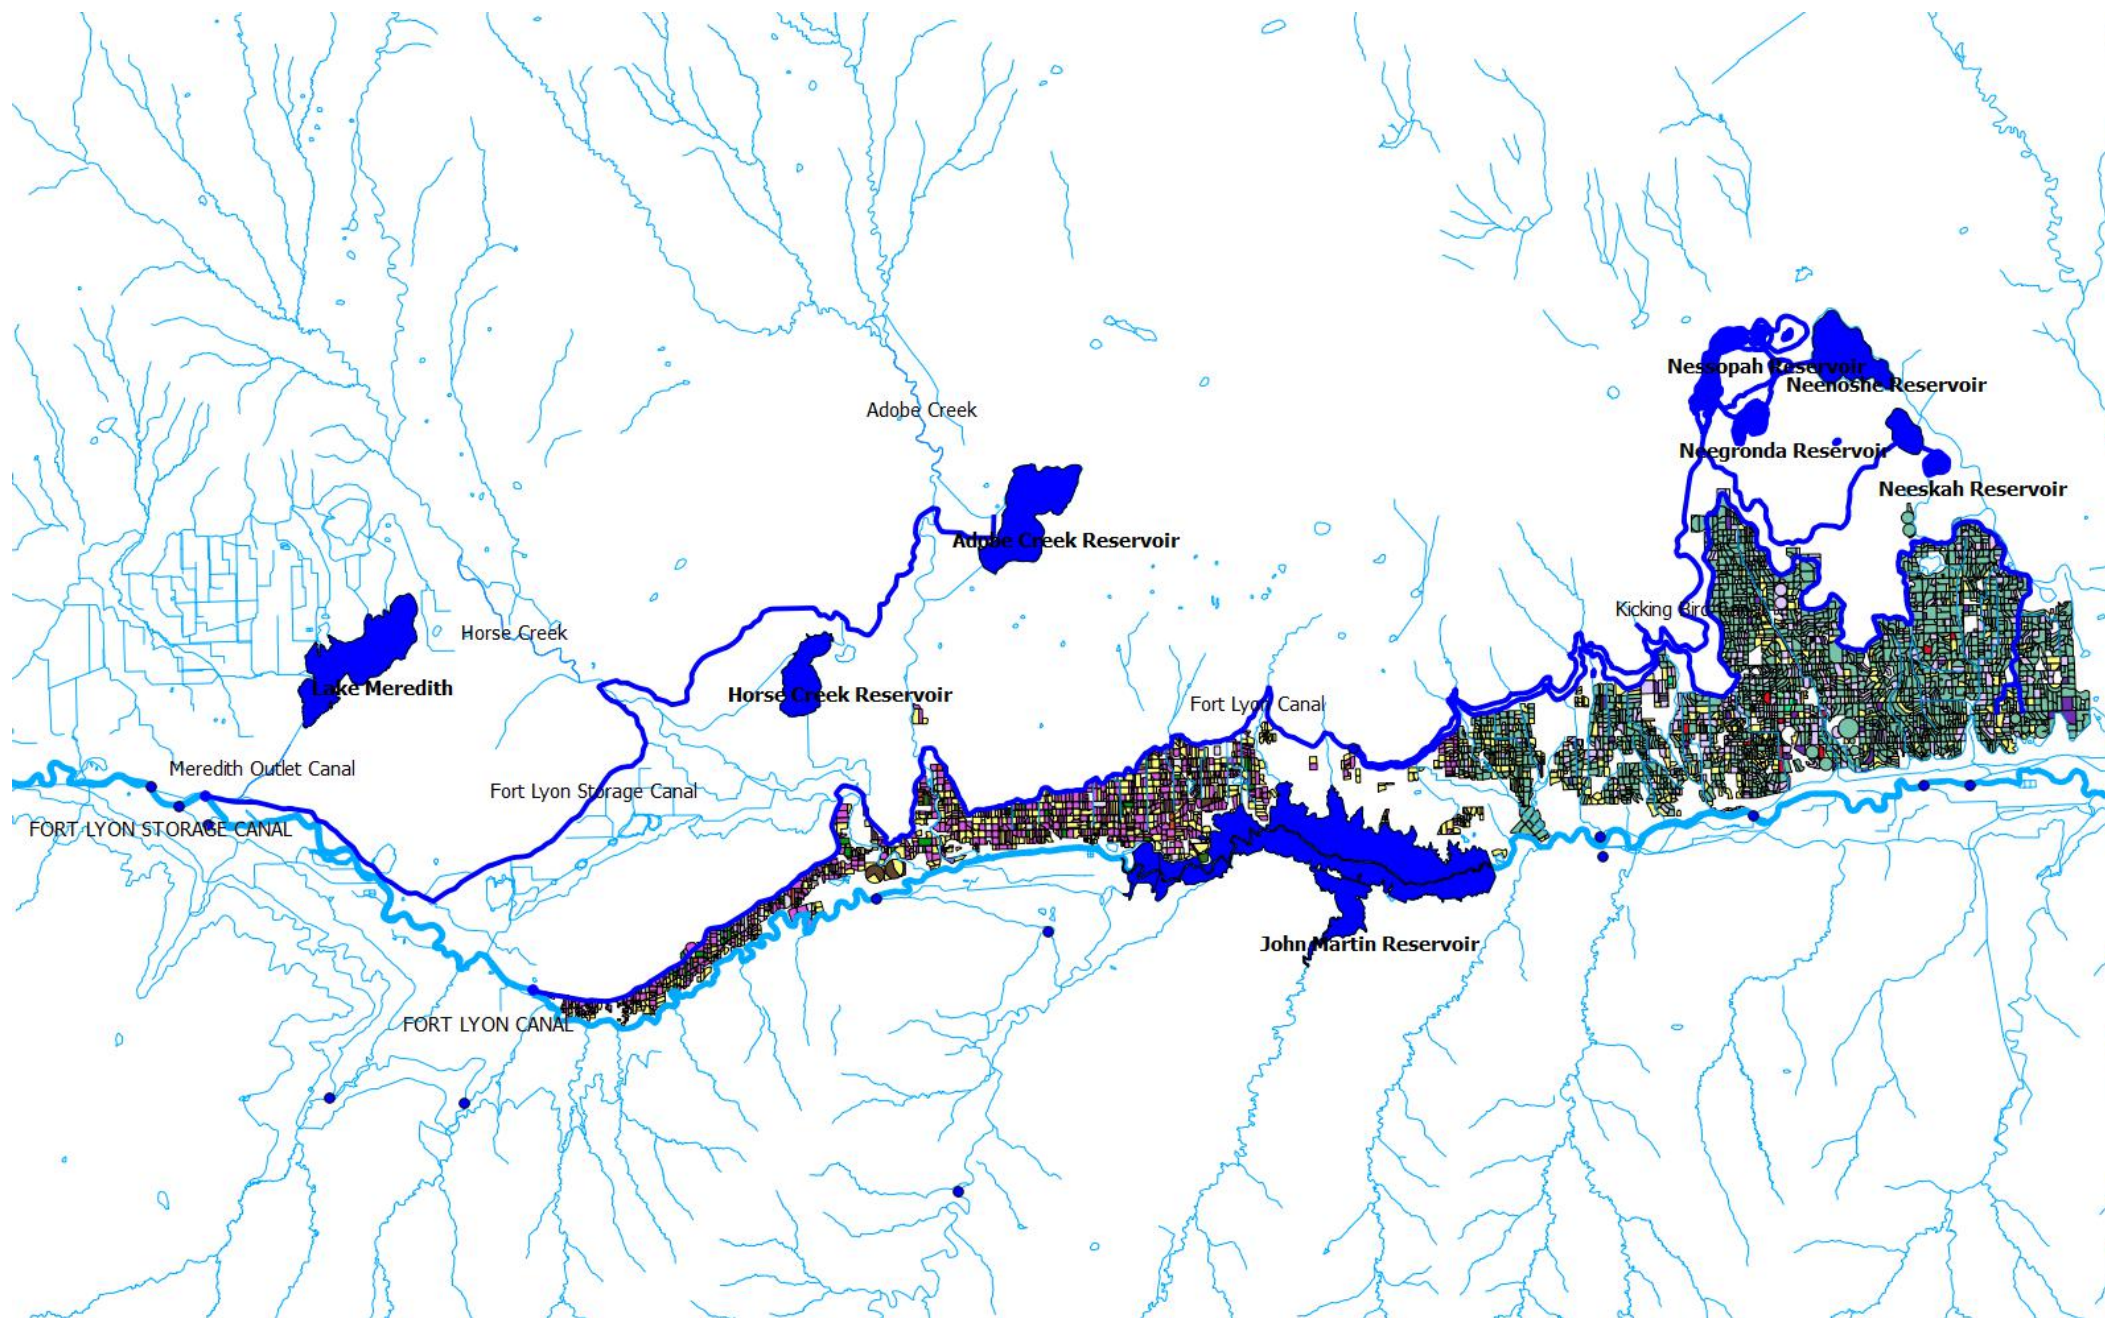 Nessopah Reservoir
Neenoshe Reservoir
Adobe Creek
Neegronda Reservoir
Neeskah Reservoir
Adobe Creek Reservoir
Kicking Bird
Horse Creek
Lake Meredith
Horse Creek Reservoir
Fort Lyon Canal
Meredith Outlet Canal
Fort Lyon Storage Canal
FORT LYON STORAGE CANAL
John Martin Reservoir
FORT LYON CANAL